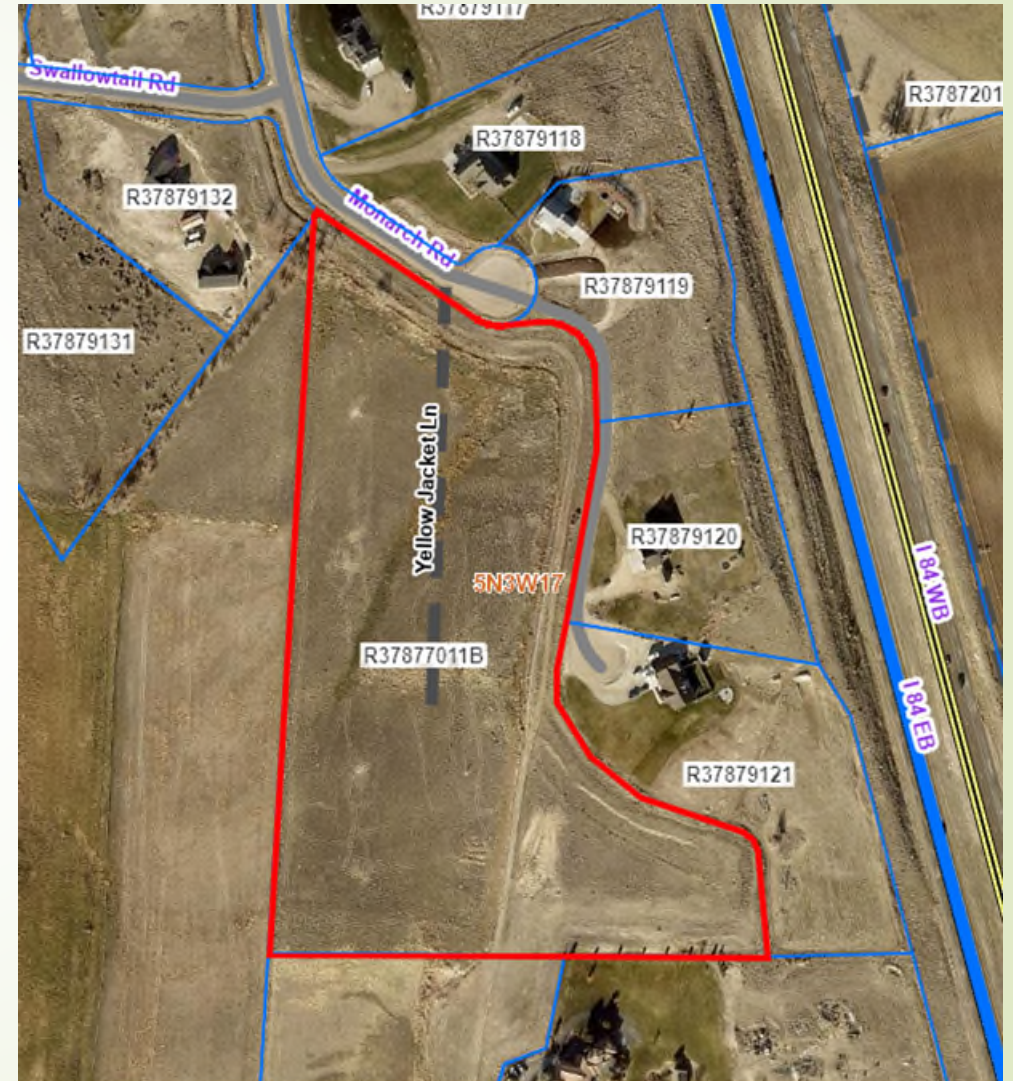 R37879117
Swallowtail Rd
R3787201
R37879118
R37879132
Monarch Rd
R37879119
R37879131
Yellow Jacket Ln
R37879120
I 84 WB
5N3W17
R37877011B
I 84 EB
R37879121